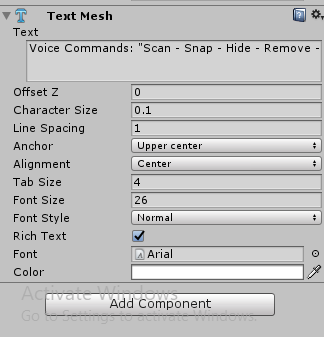 Text Mesh
Text
Voice Commands: "Scan - Snap - Hide - Remove -
Offset Z 0
Character Size 0.1
Line Spacing 1
Anchor Upper center
Alignment Center
Tab Size 4
Font Size 26
Font Style Normal
Rich Text
Font Arial
Color
Activate Windows
Add Component
Go to Settings to activate Windows.